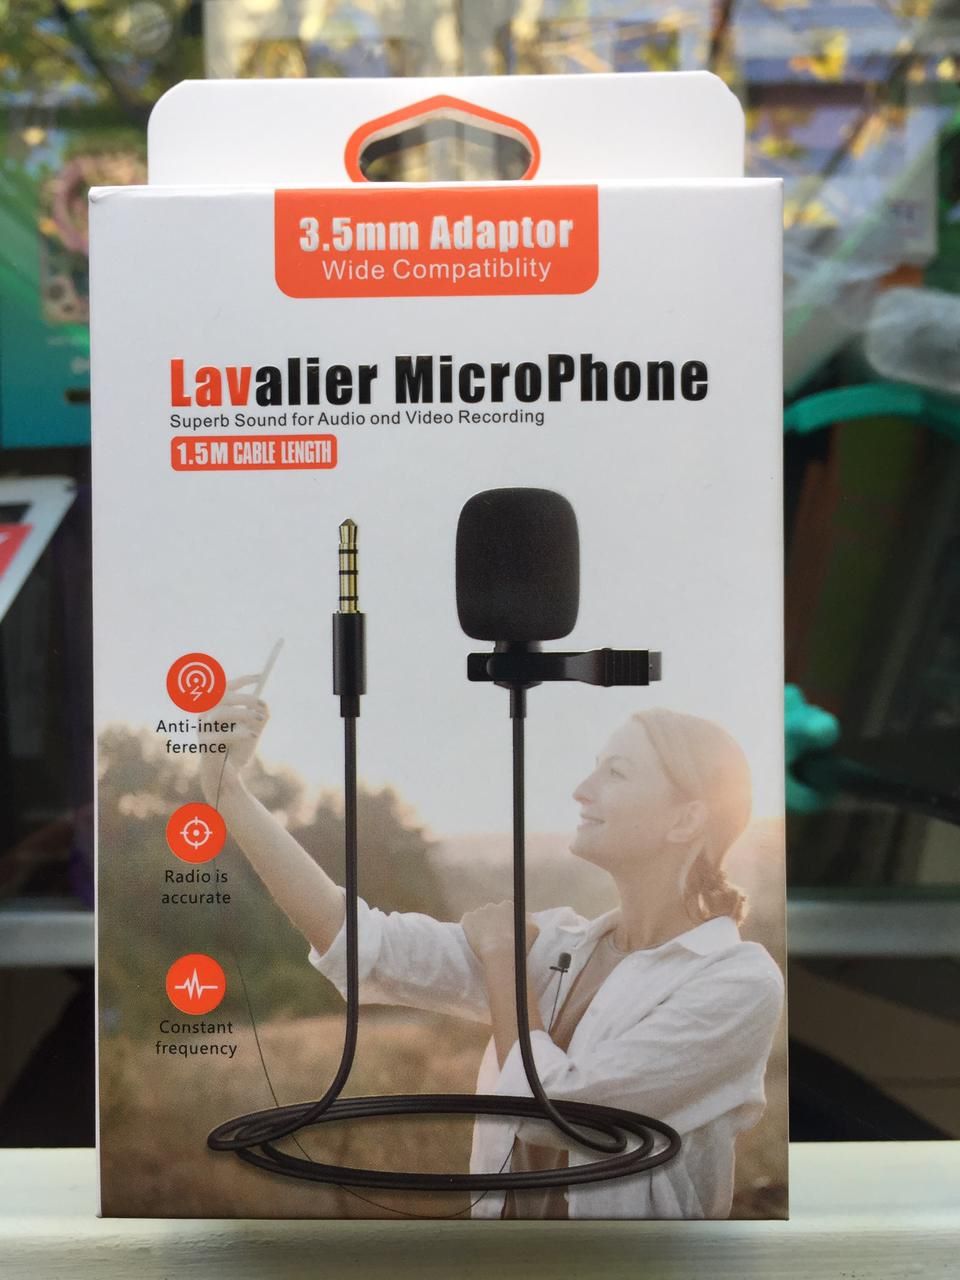 3.5mm Adaptor
Wide Compatiblity
Lavalier MicroPhone
Superb Sound for Audio ond Video Recording
1.5M CABLE LENGTH
Anti-inter
ference
Radio is
accurate
Constant
frequency